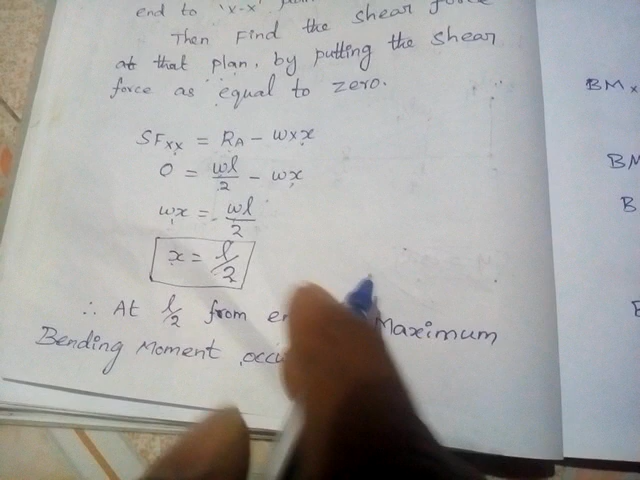 end to 'x-x'
Then Find the shear force
at that plan. by putting the shear
force as equal to zero.
SFxx = RA - w×x
0 = wl/2 - wx
wx = wl/2
x = l/2
∴ At l/2 from Maximum
Bending Moment
BM
BM
B